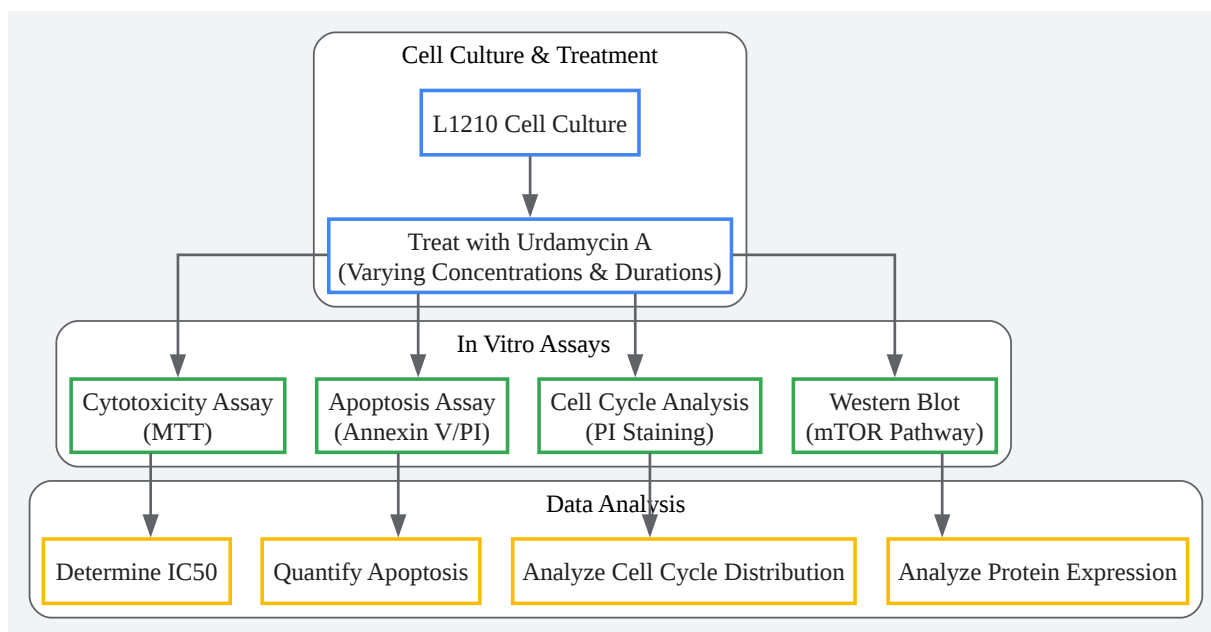 Cell Culture & Treatment
L1210 Cell Culture
Treat with Urdamycin A
(Varying Concentrations & Durations)
In Vitro Assays
Cytotoxicity Assay
(MTT)
Apoptosis Assay
(Annexin V/PI)
Cell Cycle Analysis
(PI Staining)
Western Blot
(mTOR Pathway)
Data Analysis
Determine IC50
Quantify Apoptosis
Analyze Cell Cycle Distribution
Analyze Protein Expression